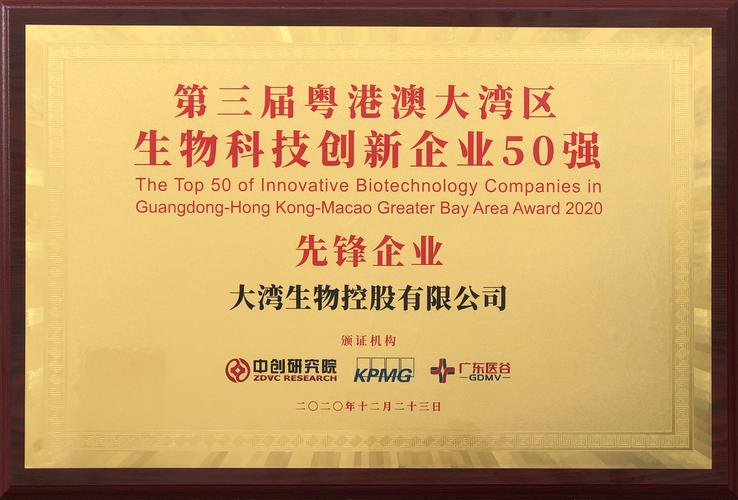 第三届粤港澳大湾区
生物科技创新企业50强
The Top 50 of Innovative Biotechnology Companies in
Guangdong-Hong Kong-Macao Greater Bay Area Award 2020
先锋企业
大湾生物控股有限公司
颁证机构
中创研究院
ZDVC RESEARCH
KPMG
广东医谷
—GDMV—
二〇二〇年十二月二十三日